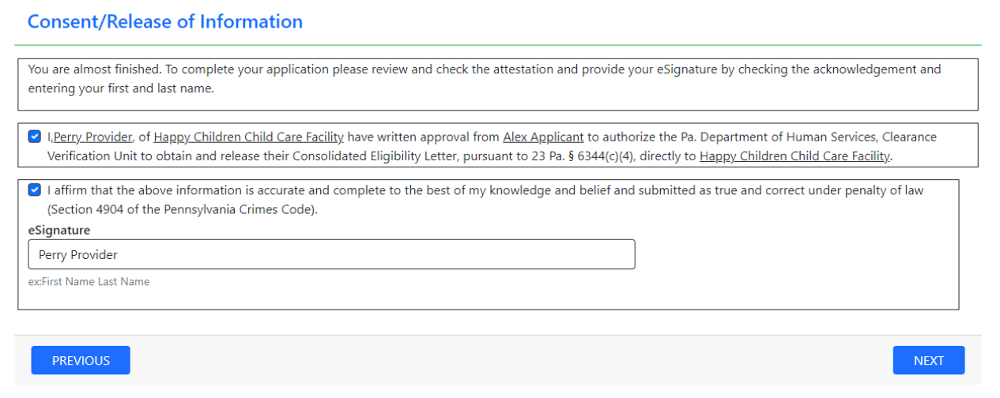 Consent/Release of Information
You are almost finished. To complete your application please review and check the attestation and provide your eSignature by checking the acknowledgement and
entering your first and last name.
I,Perry Provider, of Happy Children Child Care Facility have written approval from Alex Applicant to authorize the Pa. Department of Human Services, Clearance
Verification Unit to obtain and release their Consolidated Eligibility Letter, pursuant to 23 Pa. § 6344(c)(4), directly to Happy Children Child Care Facility.
I affirm that the above information is accurate and complete to the best of my knowledge and belief and submitted as true and correct under penalty of law
(Section 4904 of the Pennsylvania Crimes Code).
eSignature
Perry Provider
ex:First Name Last Name
PREVIOUS
NEXT